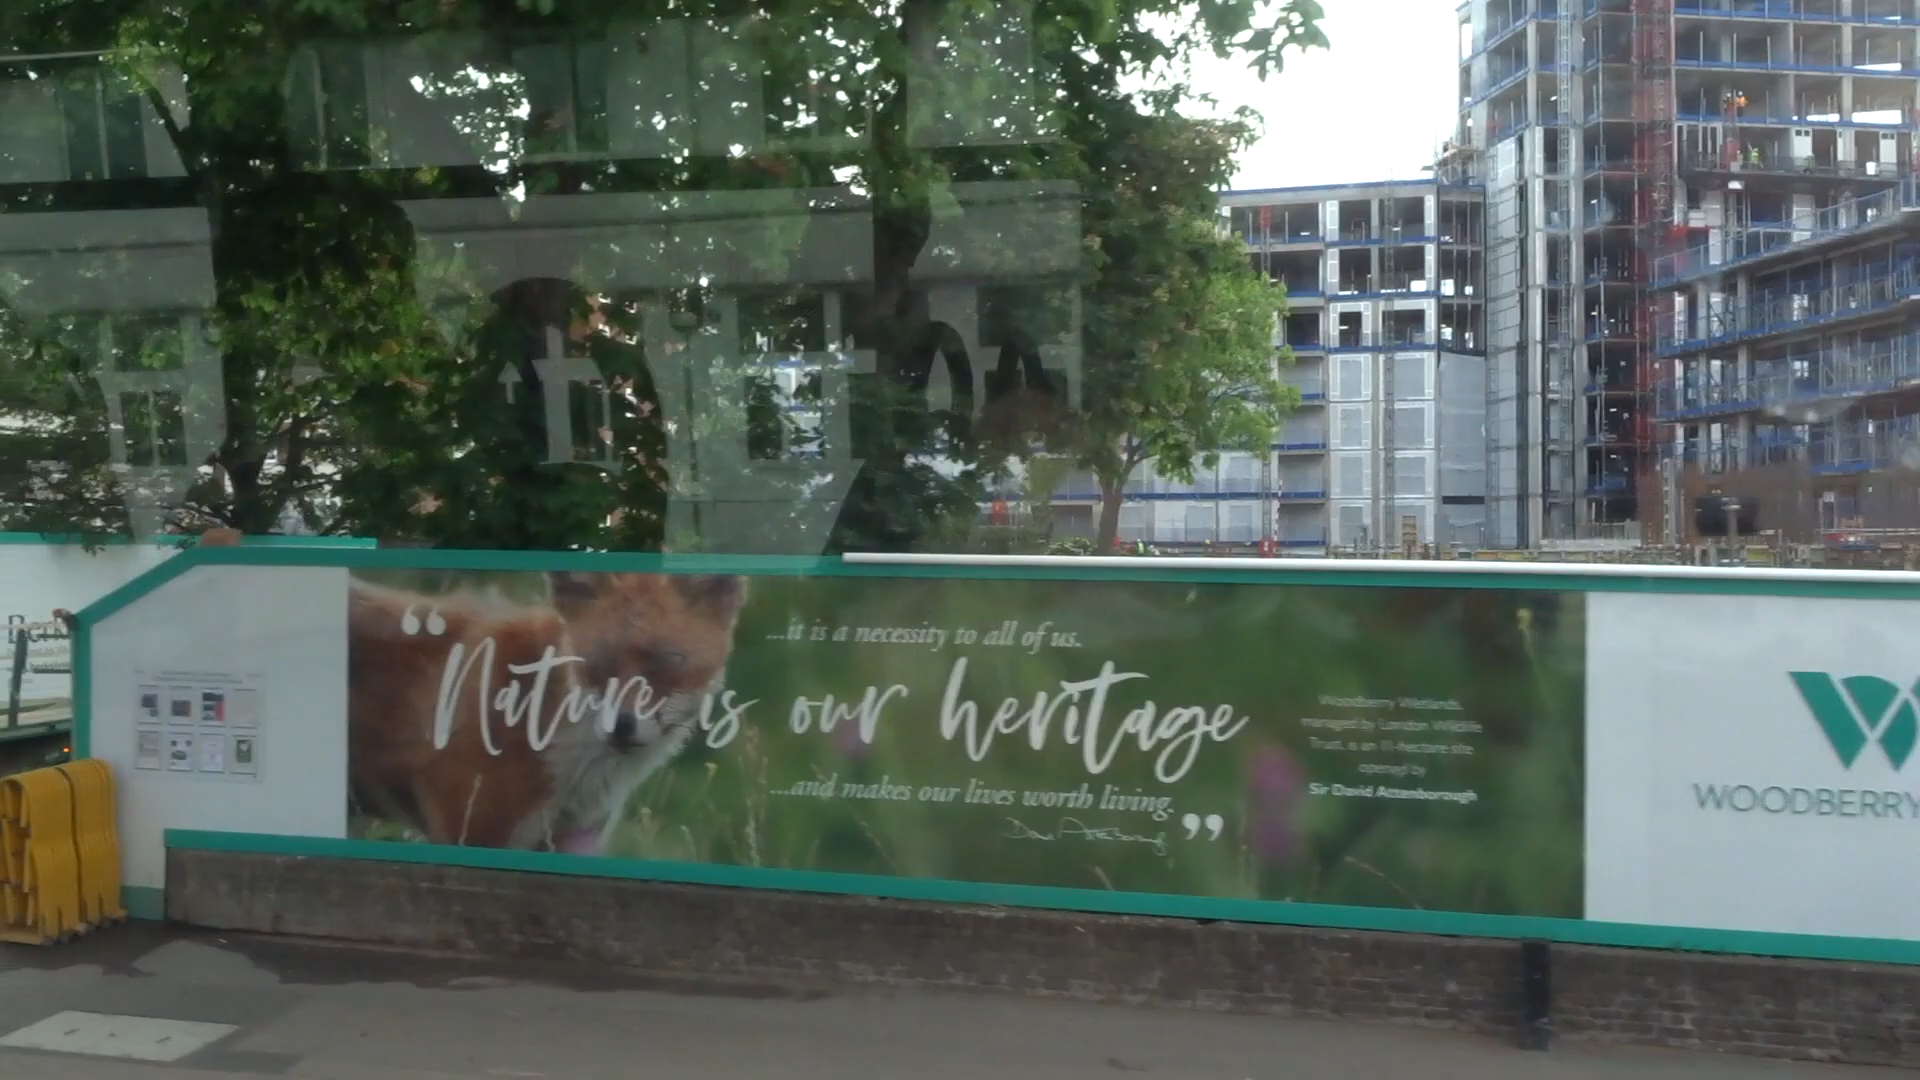 “
...it is a necessity to all of us.
Nature is our heritage
...and makes our lives worth living.
”
Woodberry Wetlands,
managed by London Wildlife
Trust, is an 11-hectare site
opened by
Sir David Attenborough
W
WOODBERRY